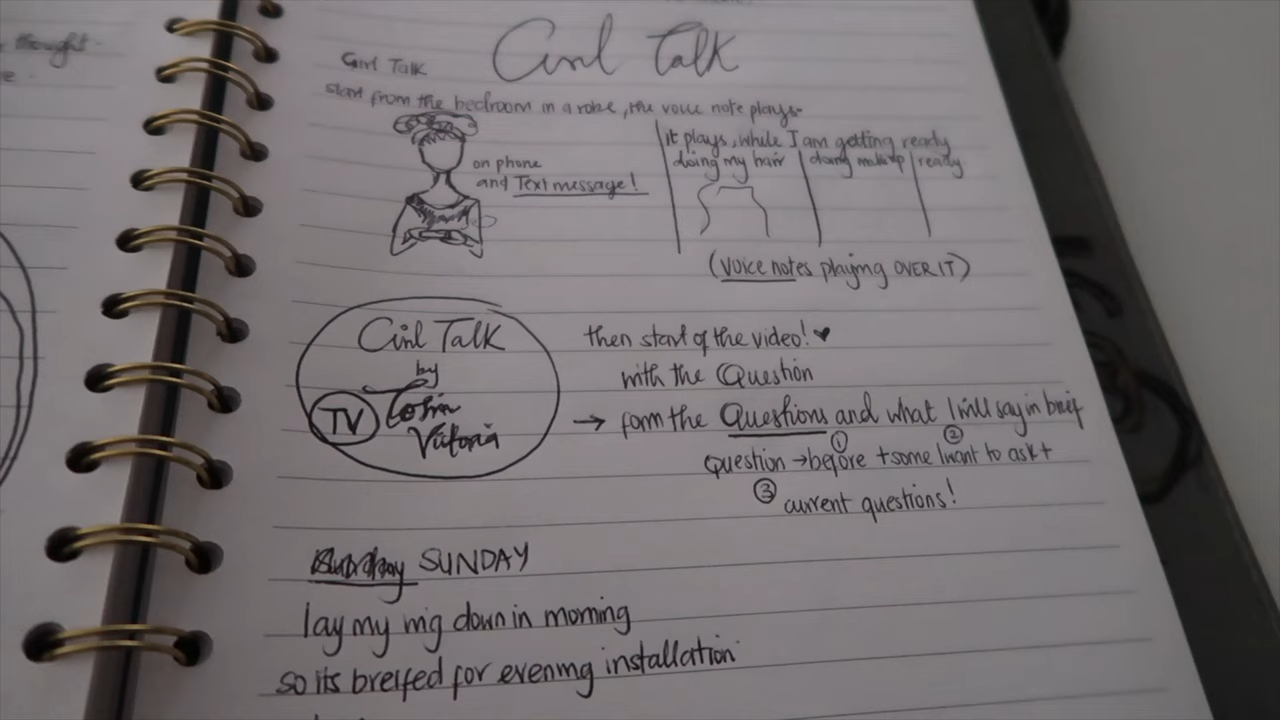 thought
Girl Talk
Girl Talk
start from the bedroom in a robe, the voice note plays
on phone
and Text message!
it plays, while I am getting ready
doing my hair
doing makeup
ready
(voice notes playing OVER IT)
Girl Talk
by
TV
Victoria
then start of the video! ♥
with the Question
→ form the Questions and what I will say in brief
① ②
question → before + some I want to ask +
③ current questions!
SUNDAY
lay my wig down in morning
so its breifed for evening installation